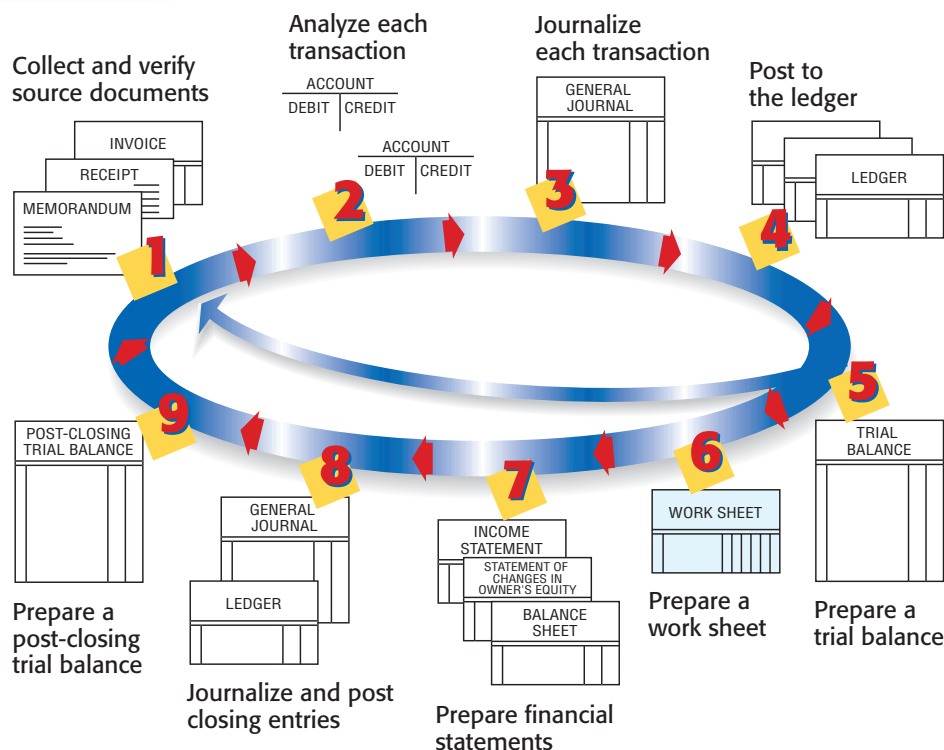 Collect and verify
source documents
INVOICE
RECEIPT
MEMORANDUM
1
Analyze each
transaction
ACCOUNT
DEBIT CREDIT
ACCOUNT
DEBIT CREDIT
2
Journalize
each transaction
GENERAL
JOURNAL
3
Post to
the ledger
LEDGER
4
5
TRIAL
BALANCE
Prepare a
trial balance
6
WORK SHEET
Prepare a
work sheet
7
INCOME
STATEMENT
STATEMENT OF
CHANGES IN
OWNER'S EQUITY
BALANCE
SHEET
Prepare financial
statements
8
GENERAL
JOURNAL
LEDGER
Journalize and post
closing entries
9
POST-CLOSING
TRIAL BALANCE
Prepare a
post-closing
trial balance